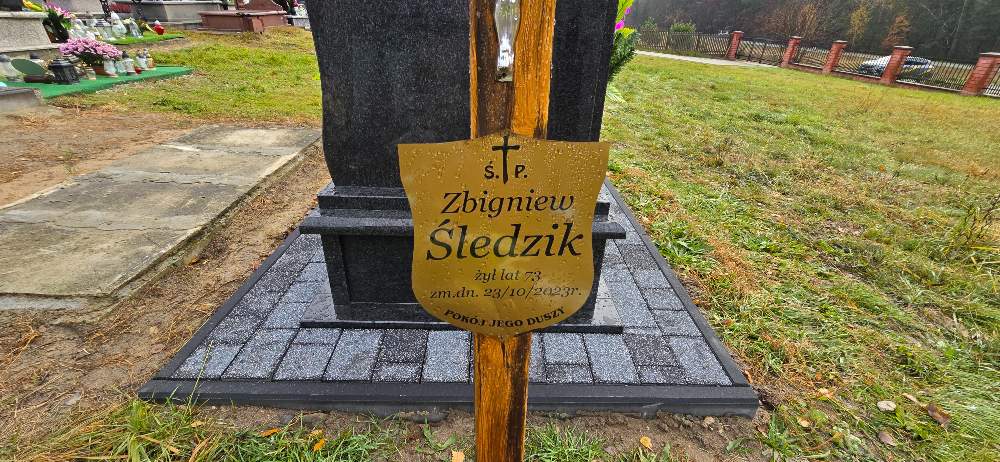 Ś. P.
Zbigniew
Śledzik
żył lat 73
zm.dn. 23/10/2023r.
POKÓJ JEGO DUSZY